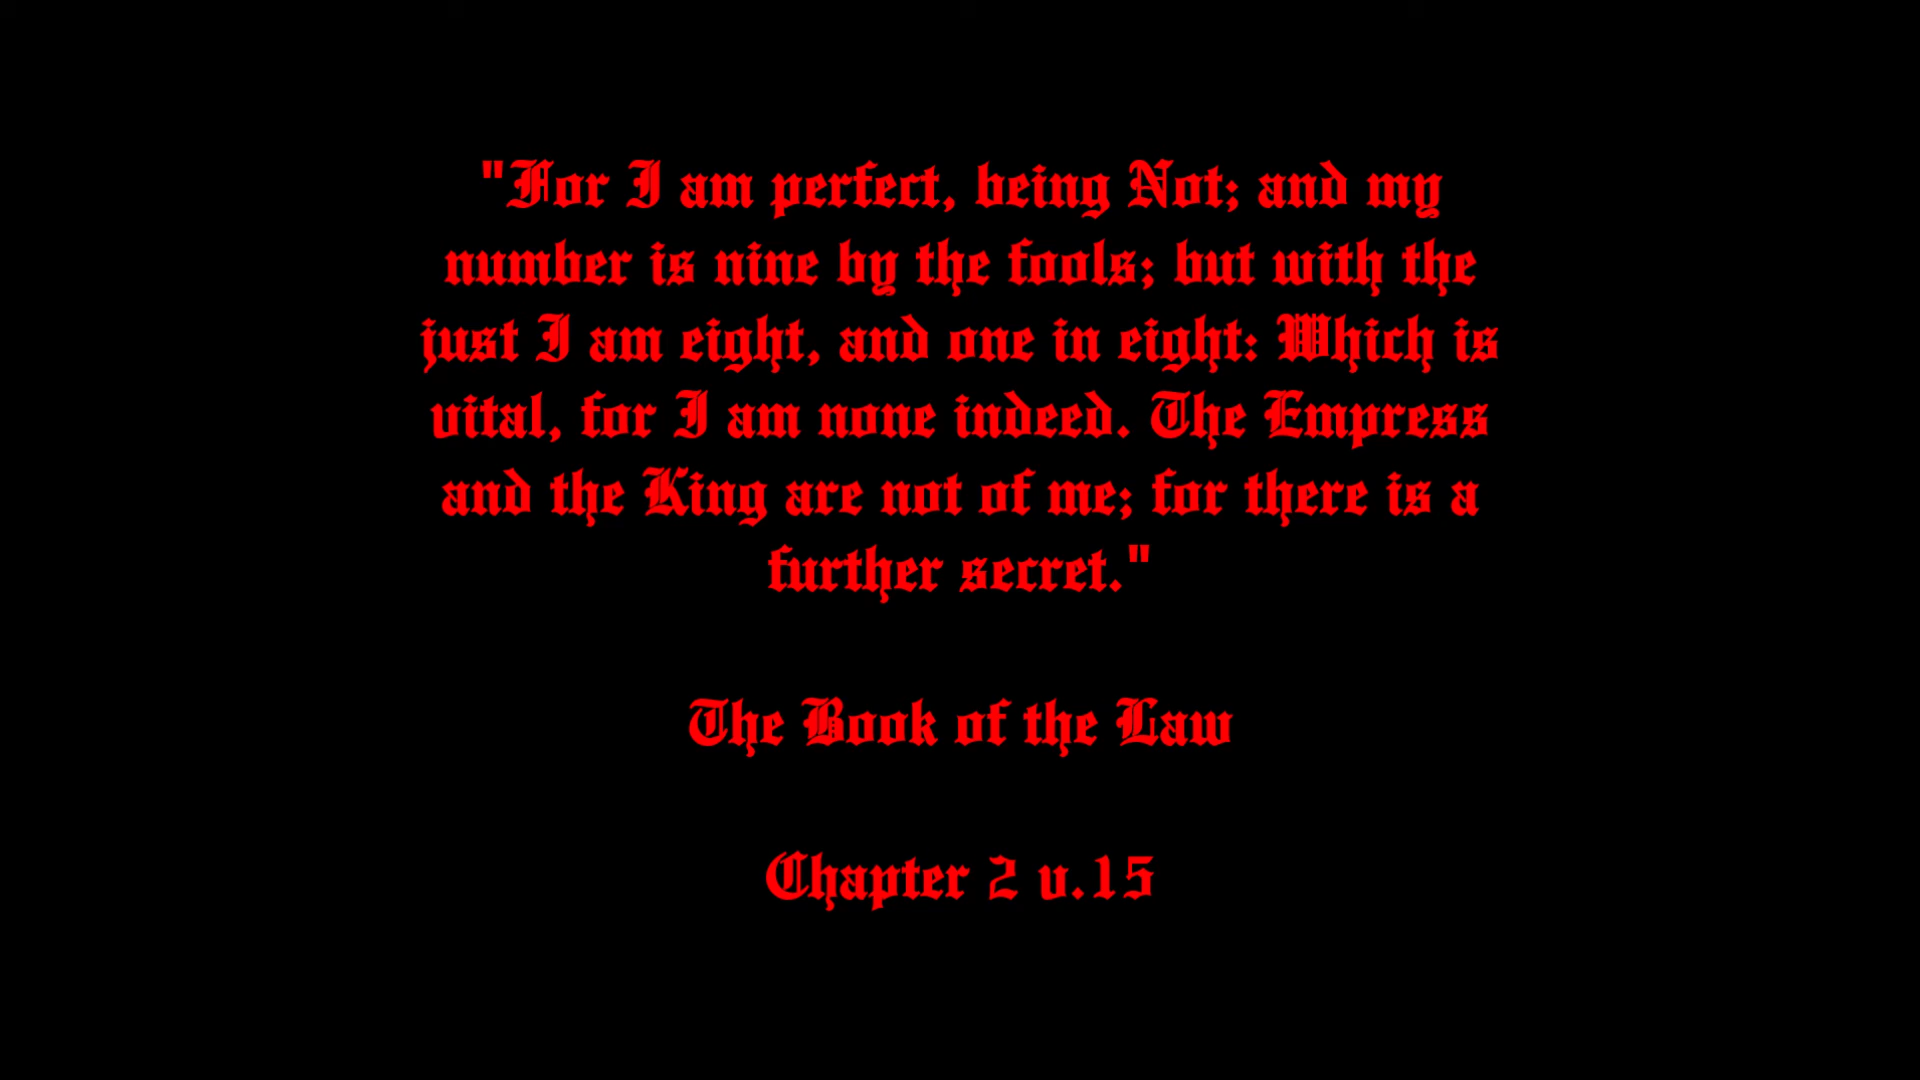 "For I am perfect, being Not; and my
number is nine by the fools; but with the
just I am eight, and one in eight: Which is
vital, for I am none indeed. The Empress
and the King are not of me; for there is a
further secret."
The Book of the Law
Chapter 2 v.15